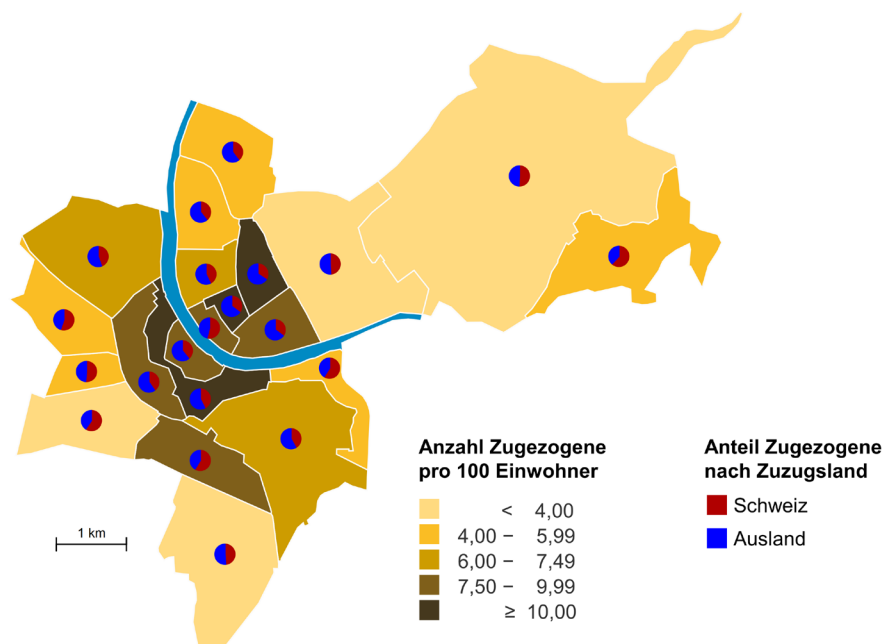 1 km
Anzahl Zugezogene
pro 100 Einwohner
< 4,00
4,00 – 5,99
6,00 – 7,49
7,50 – 9,99
≥ 10,00
Anteil Zugezogene
nach Zuzugsland
Schweiz
Ausland